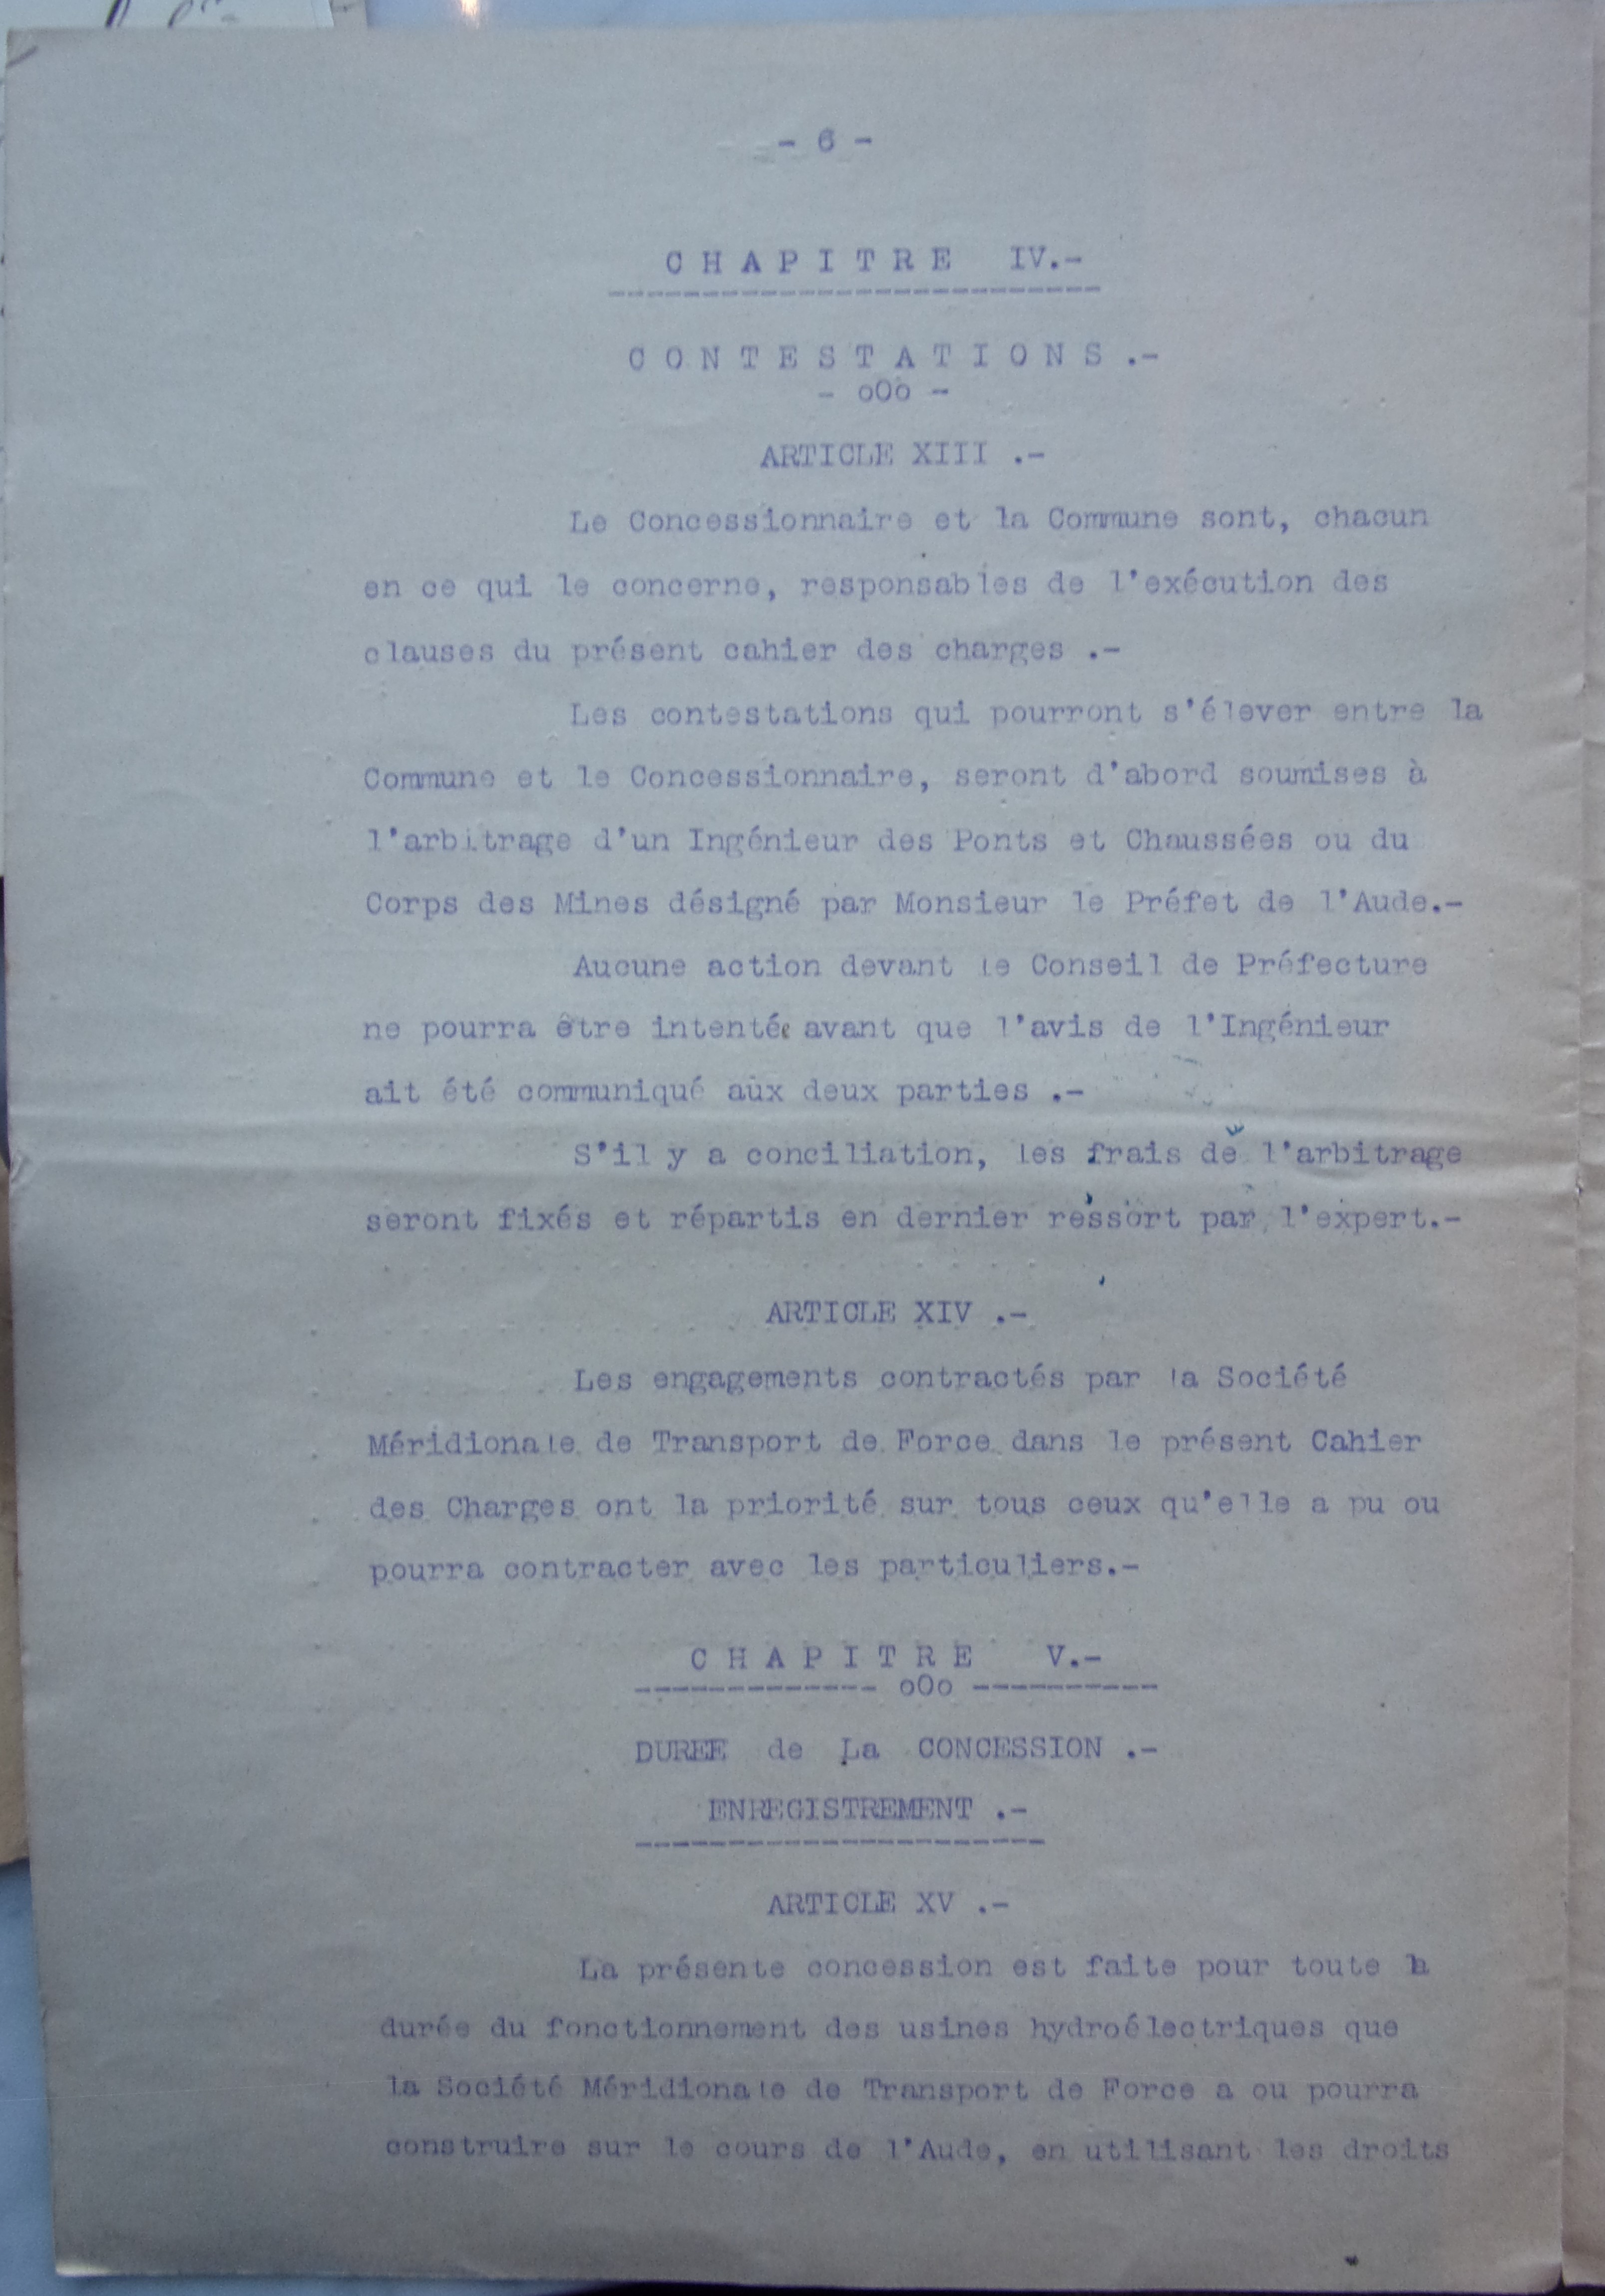 - 6 -
CHAPITRE IV.-
-------------------------
CONTESTATIONS.-
- oOo -
ARTICLE XIII .-
Le Concessionnaire et la Commune sont, chacun
en ce qui le concerne, responsables de l'exécution des
clauses du présent cahier des charges .-
Les contestations qui pourront s'élever entre la
Commune et le Concessionnaire, seront d'abord soumises à
l'arbitrage d'un Ingénieur des Ponts et Chaussées ou du
Corps des Mines désigné par Monsieur le Préfet de l'Aude.-
Aucune action devant le Conseil de Préfecture
ne pourra être intentée avant que l'avis de l'Ingénieur
ait été communiqué aux deux parties .-
S'il y a conciliation, les frais de l'arbitrage
seront fixés et répartis en dernier ressort par l'expert.-
ARTICLE XIV .-
Les engagements contractés par la Société
Méridionale de Transport de Force dans le présent Cahier
des Charges ont la priorité sur tous ceux qu'elle a pu ou
pourra contracter avec les particuliers.-
CHAPITRE V.-
------------- oOo ----------
DUREE de La CONCESSION .-
ENREGISTREMENT .-
----------------------
ARTICLE XV .-
La présente concession est faite pour toute la
durée du fonctionnement des usines hydroélectriques que
la Société Méridionale de Transport de Force a ou pourra
construire sur le cours de l'Aude, en utilisant les droits